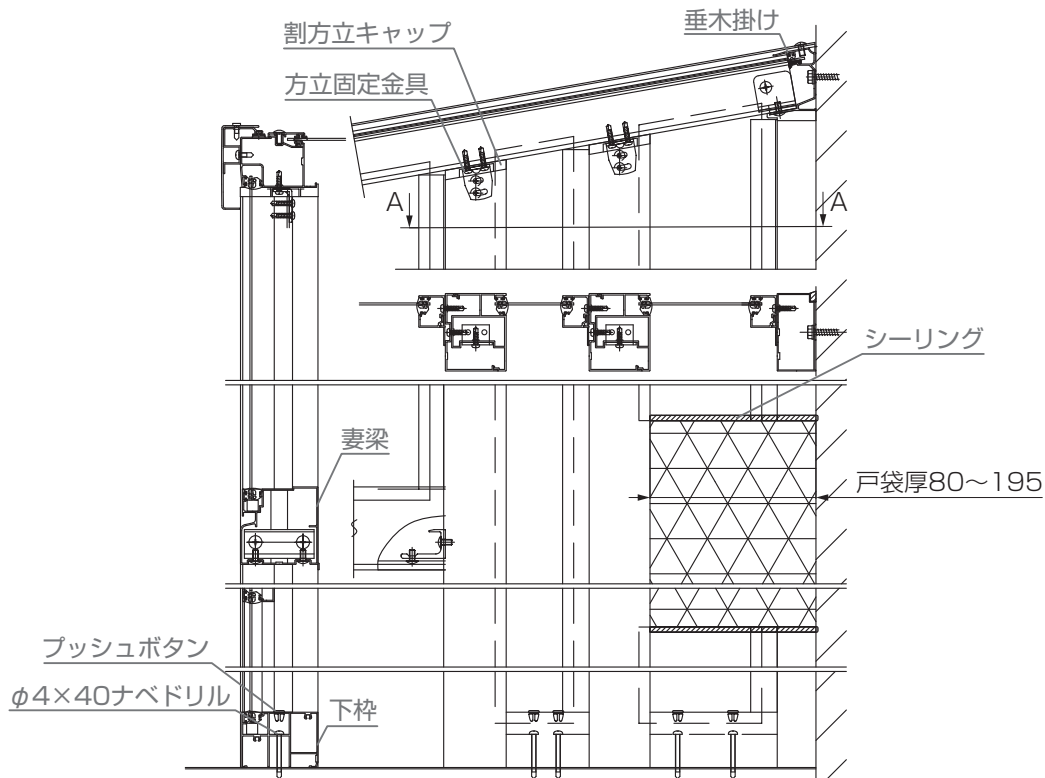 垂木掛け
割方立キャップ
方立固定金具
A A
シーリング
妻梁
戸袋厚80～195
プッシュボタン
φ4×40ナベドリル
下枠